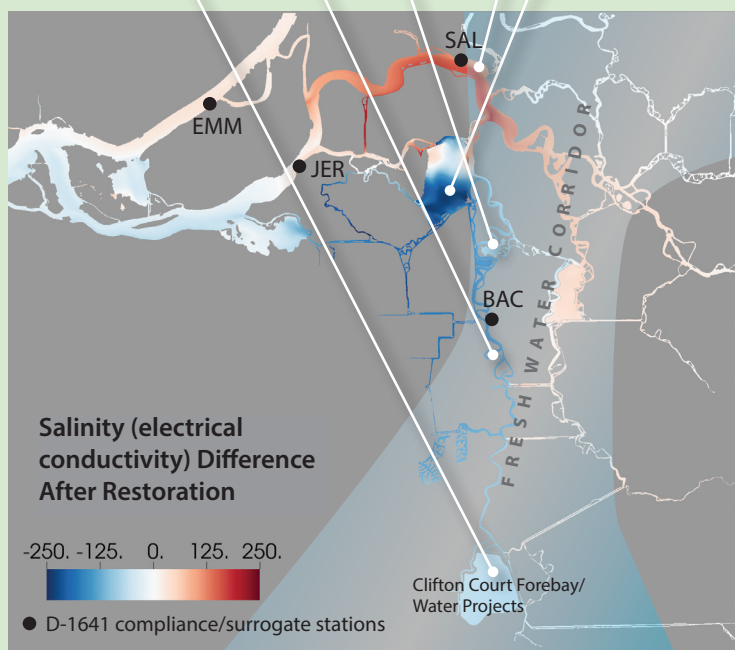 SAL
EMM
JER
BAC
FRESH WATER CORRIDOR
Salinity (electrical
conductivity) Difference
After Restoration
-250. -125. 0. 125. 250.
Clifton Court Forebay/
Water Projects
D-1641 compliance/surrogate stations